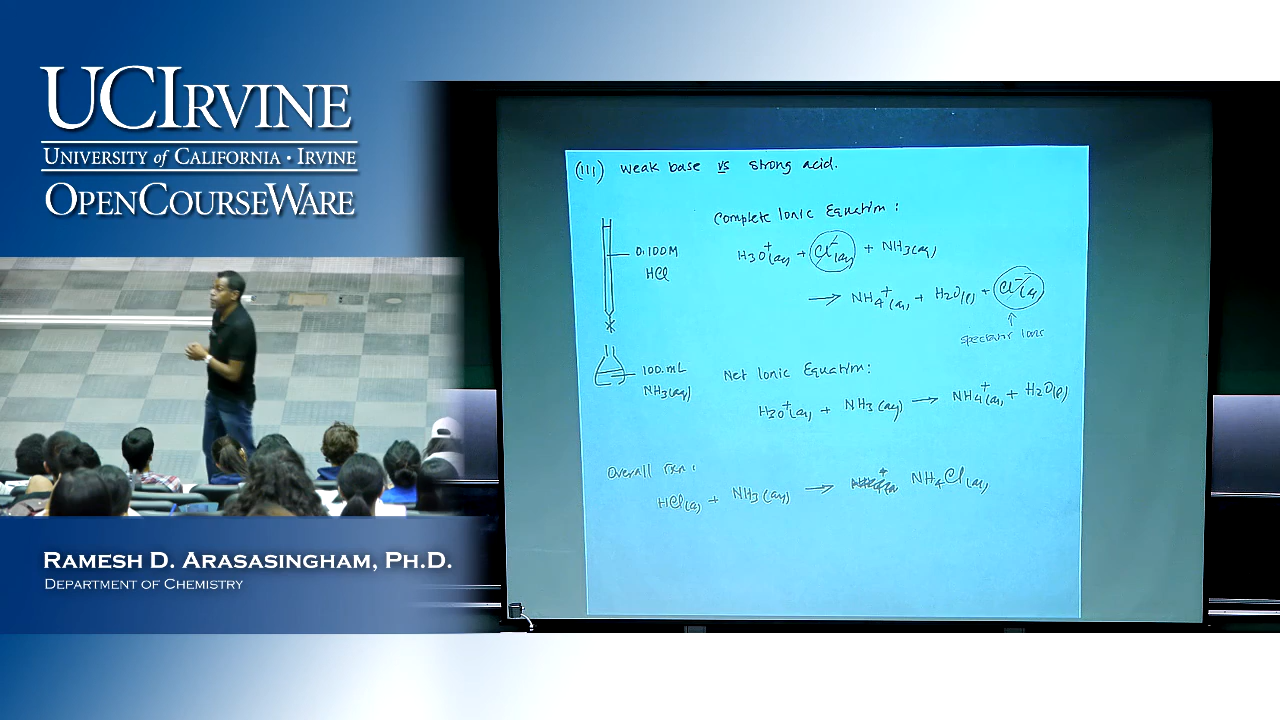 UCIRVINE
UNIVERSITY of CALIFORNIA · IRVINE
OPENCOURSEWARE
RAMESH D. ARASASINGHAM, PH.D.
DEPARTMENT OF CHEMISTRY
(III) weak base vs strong acid.
Complete Ionic Equation:
H3O+(aq) + Cl-(aq) + NH3(aq)
→ NH4+(aq) + H2O(l) + Cl-(aq)
spectator ions
0.100M
HCl
100.mL
NH3(aq)
Net Ionic Equation:
H3O+(aq) + NH3(aq) → NH4+(aq) + H2O(l)
Overall rxn:
HCl(aq) + NH3(aq) → NH4Cl(aq)